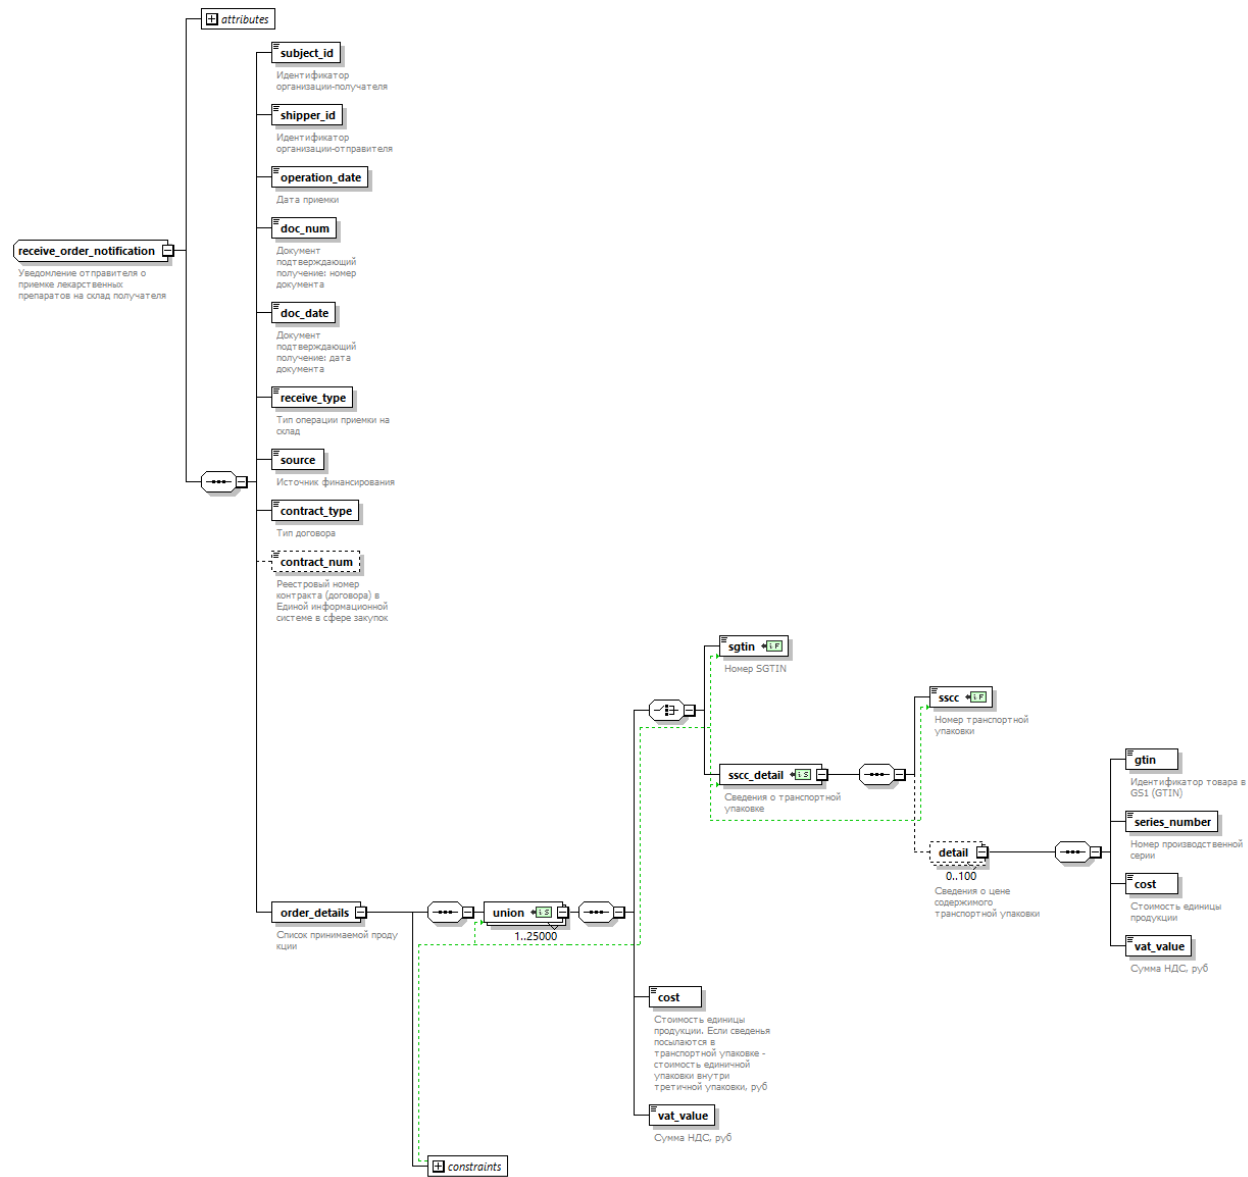 attributes
subject_id
Идентификатор
организации-получателя
shipper_id
Идентификатор
организации-отправителя
operation_date
Дата приемки
doc_num
Документ
подтверждающий
получение: номер
документа
receive_order_notification
Уведомление отправителя о
приемке лекарственных
препаратов на склад получателя
doc_date
Документ
подтверждающий
получение: дата
документа
receive_type
Тип операции приемки на
склад
source
Источник финансирования
contract_type
Тип договора
contract_num
Реестровый номер
контракта (договора) в
Единой информационной
системе в сфере закупок
order_details
Список принимаемой проду
кции
union
1..25000
sgtin
Номер SGTIN
sscc_detail
Сведения о транспортной
упаковке
sscc
Номер транспортной
упаковки
detail
0..100
Сведения о цене
содержимого
транспортной упаковки
gtin
Идентификатор товара в
GS1 (GTIN)
series_number
Номер производственной
серии
cost
Стоимость единицы
продукции
vat_value
Сумма НДС, руб
cost
Стоимость единицы
продукции. Если сведенья
посылаются в
транспортной упаковке -
стоимость единичной
упаковки внутри
третичной упаковки, руб
vat_value
Сумма НДС, руб
constraints